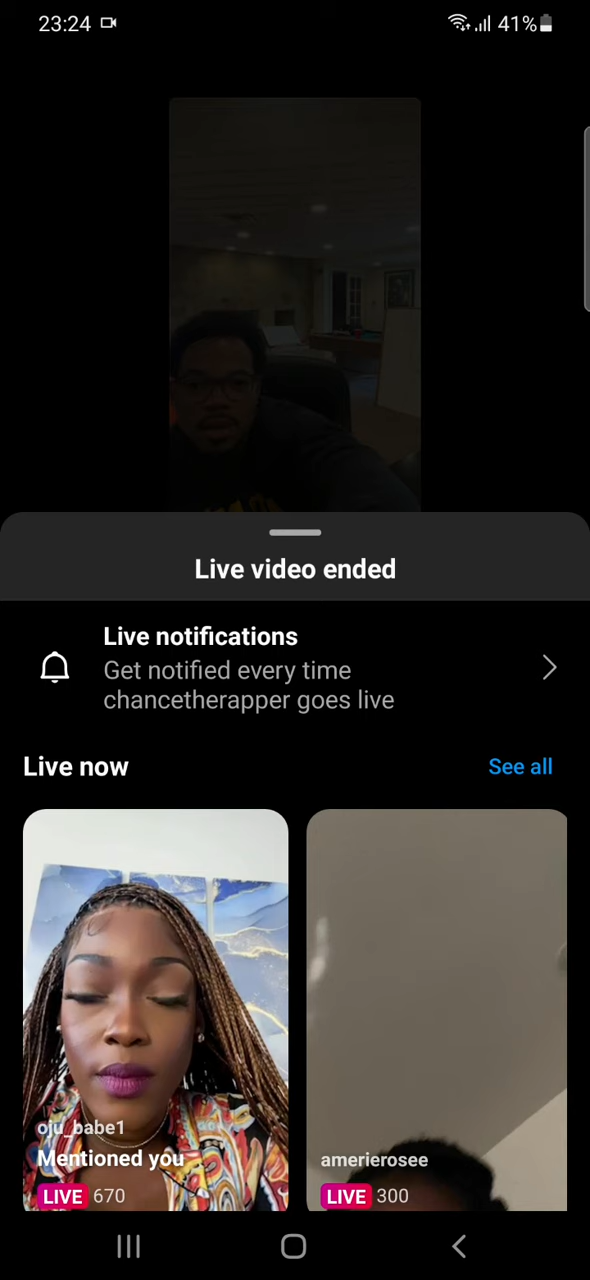 23:24 41%
Live video ended
Live notifications
Get notified every time
chancetherapper goes live
Live now See all
oju_babe1
Mentioned you
LIVE 670
amerierosee
LIVE 300